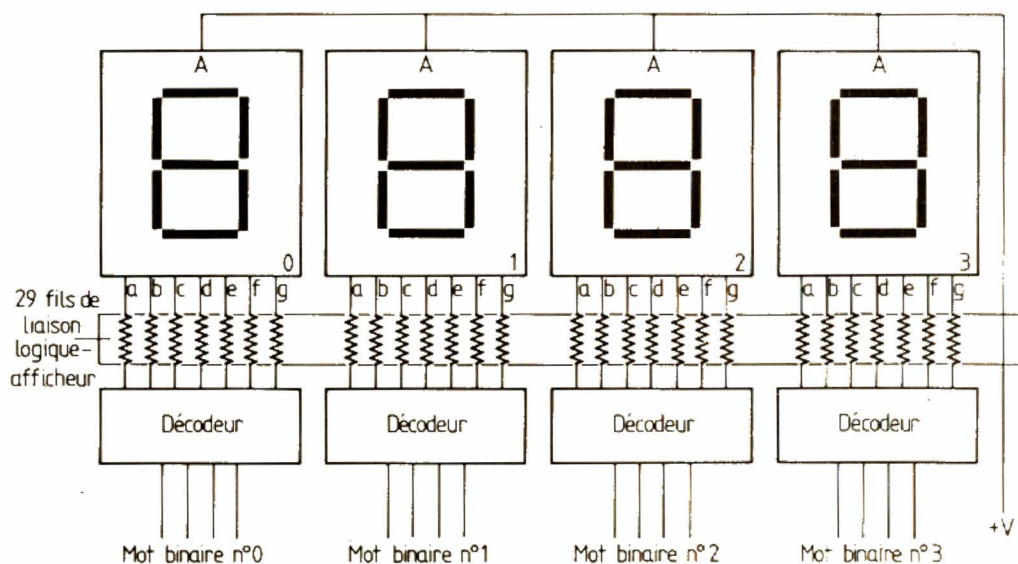 A A A A
0 1 2 3
a b c d e f g a b c d e f g a b c d e f g a b c d e f g
29 fils de
liaison
logique-
afficheur
Décodeur Décodeur Décodeur Décodeur
+V
Mot binaire n°0 Mot binaire n°1 Mot binaire n°2 Mot binaire n°3